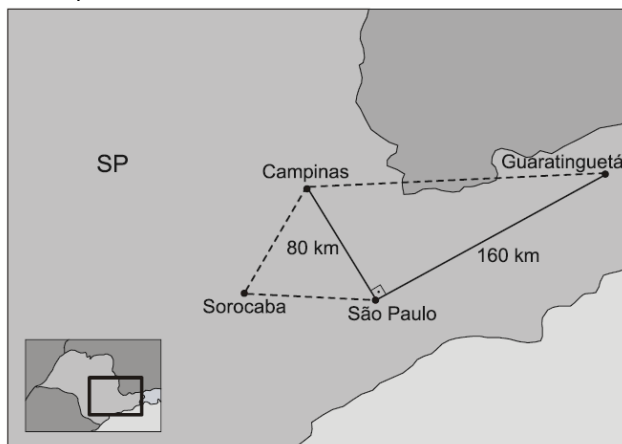 SP
Campinas
Guaratinguetá
80 km
160 km
Sorocaba
São Paulo